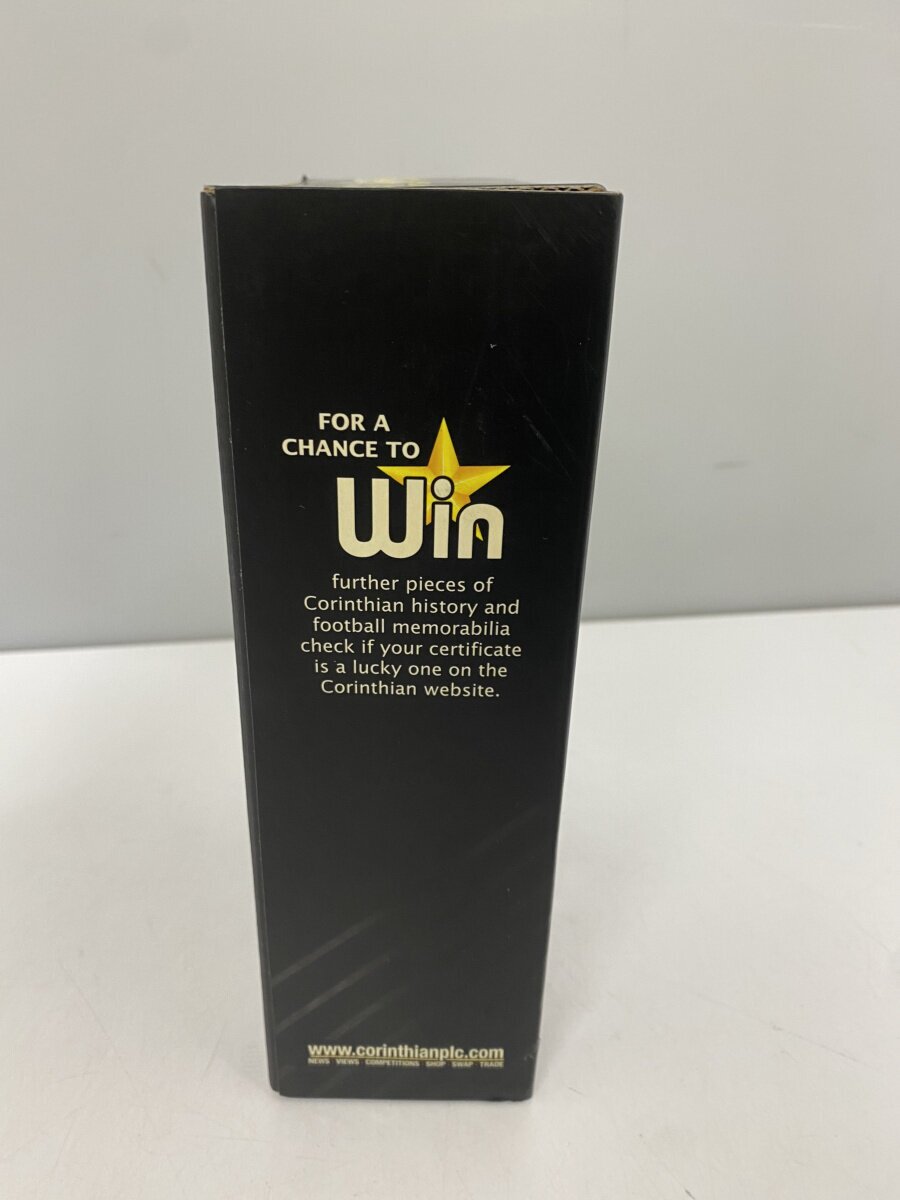 FOR A
CHANCE TO
Win
further pieces of
Corinthian history and
football memorabilia
check if your certificate
is a lucky one on the
Corinthian website.
www.corinthianplc.com
NEWS VIEWS COMPETITIONS SHOP SWAP TRADE